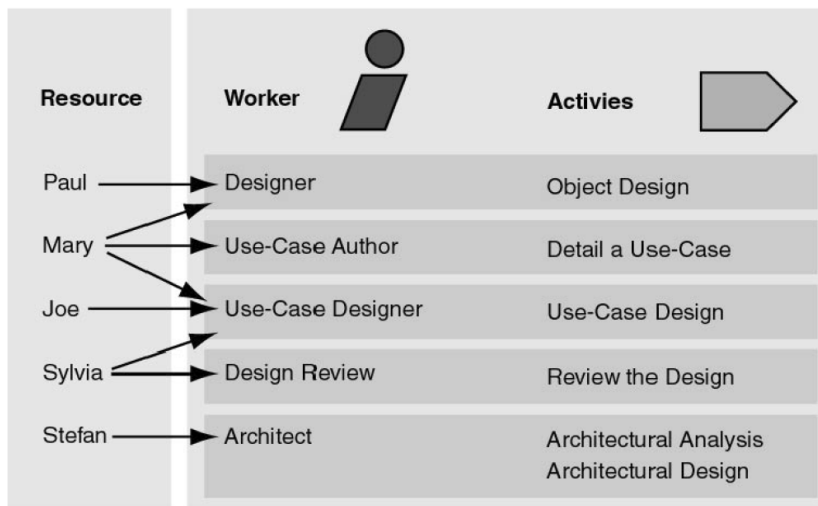 Resource Worker Activies
Paul Designer Object Design
Mary Use-Case Author Detail a Use-Case
Joe Use-Case Designer Use-Case Design
Sylvia Design Review Review the Design
Stefan Architect Architectural Analysis
Architectural Design